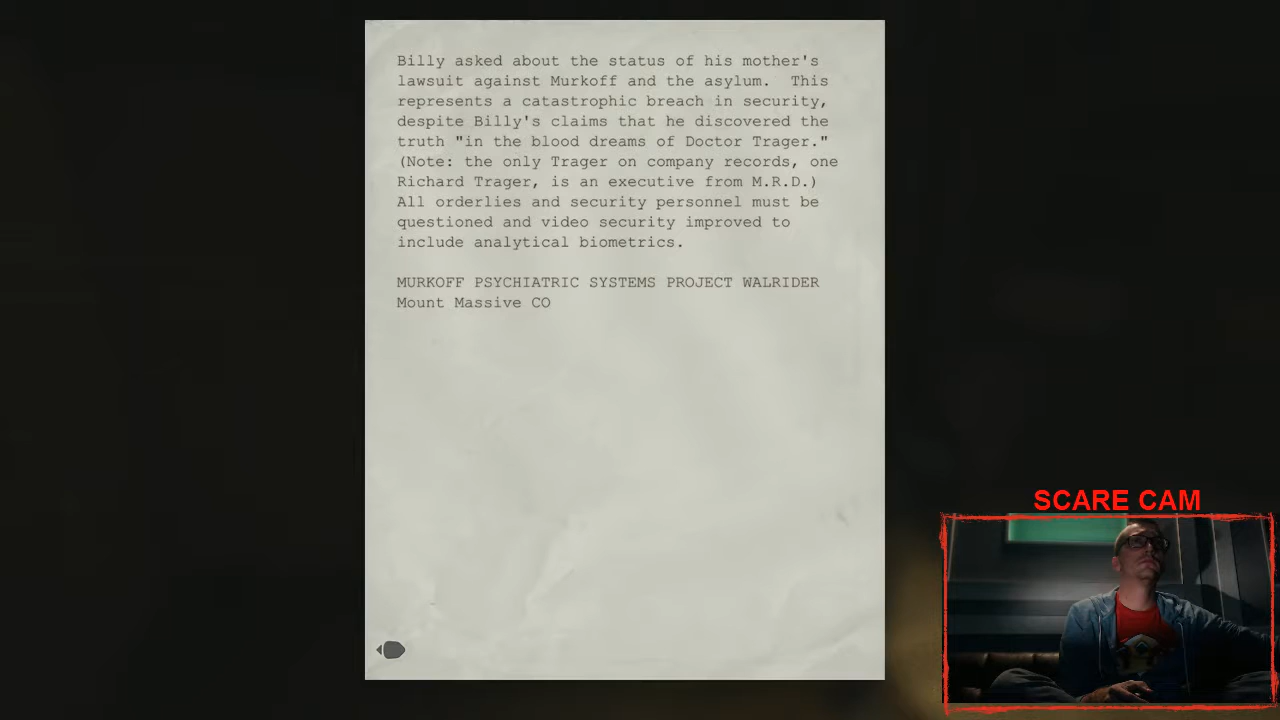 Billy asked about the status of his mother's
lawsuit against Murkoff and the asylum.  This
represents a catastrophic breach in security,
despite Billy's claims that he discovered the
truth "in the blood dreams of Doctor Trager."
(Note: the only Trager on company records, one
Richard Trager, is an executive from M.R.D.)
All orderlies and security personnel must be
questioned and video security improved to
include analytical biometrics.

MURKOFF PSYCHIATRIC SYSTEMS PROJECT WALRIDER
Mount Massive CO
SCARE CAM